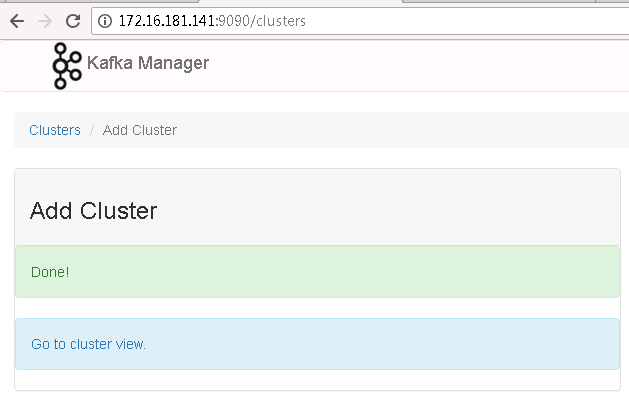 172.16.181.141:9090/clusters
Kafka Manager
Clusters / Add Cluster
Add Cluster
Done!
Go to cluster view.